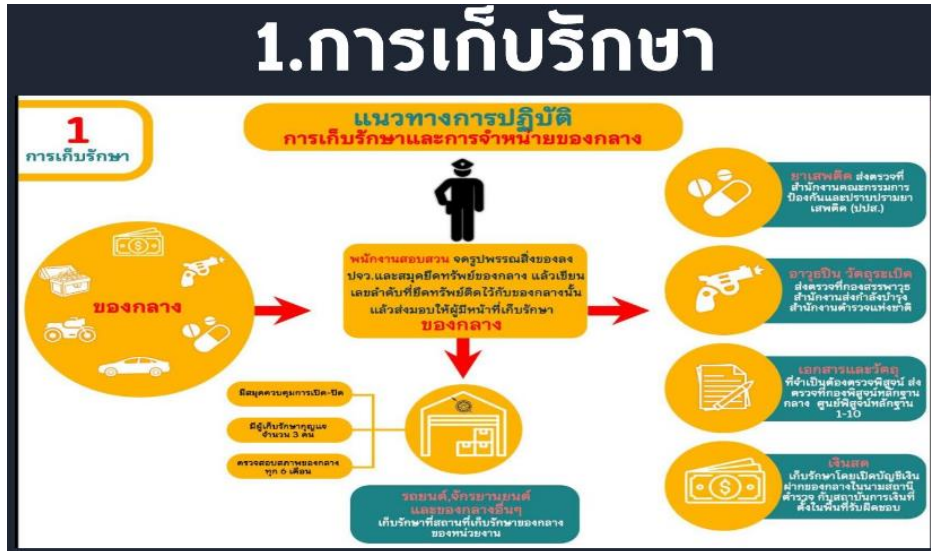 1.การเก็บรักษา
1
การเก็บรักษา
แนวทางการปฏิบัติ
การเก็บรักษาและการจำหน่ายของกลาง
ของกลาง
พนักงานสอบสวน จดรูปพรรณสิ่งของลง
ปจว.และสมุดยึดทรัพย์ของกลาง แล้วเขียน
เลขลำดับที่ยึดทรัพย์ติดไว้กับของกลางนั้น
แล้วส่งมอบให้ผู้มีหน้าที่เก็บรักษา
ของกลาง
มีสมุดควบคุมการเปิด-ปิด
มีผู้เก็บรักษากุญแจ
จำนวน 3 คน
ตรวจสอบสภาพของกลาง
ทุก 6 เดือน
รถยนต์,จักรยานยนต์
และของกลางอื่นๆ
เก็บรักษาที่สถานที่เก็บรักษาของกลาง
ของหน่วยงาน
ยาเสพติด ส่งตรวจที่
สำนักงานคณะกรรมการ
ป้องกันและปราบปรามยา
เสพติด (ปปส.)
อาวุธปืน วัตถุระเบิด
ส่งตรวจที่กองสรรพาวุธ
สำนักงานส่งกำลังบำรุง
สำนักงานตำรวจแห่งชาติ
เอกสารและวัตถุ
ที่จำเป็นต้องตรวจพิสูจน์ ส่ง
ตรวจที่กองพิสูจน์หลักฐาน
กลาง ศูนย์พิสูจน์หลักฐาน
1-10
เงินสด
เก็บรักษาโดยเปิดบัญชีเงิน
ฝากของกลางในนามสถานี
ตำรวจ กับสถาบันการเงินที่
ตั้งในพื้นที่รับผิดชอบ